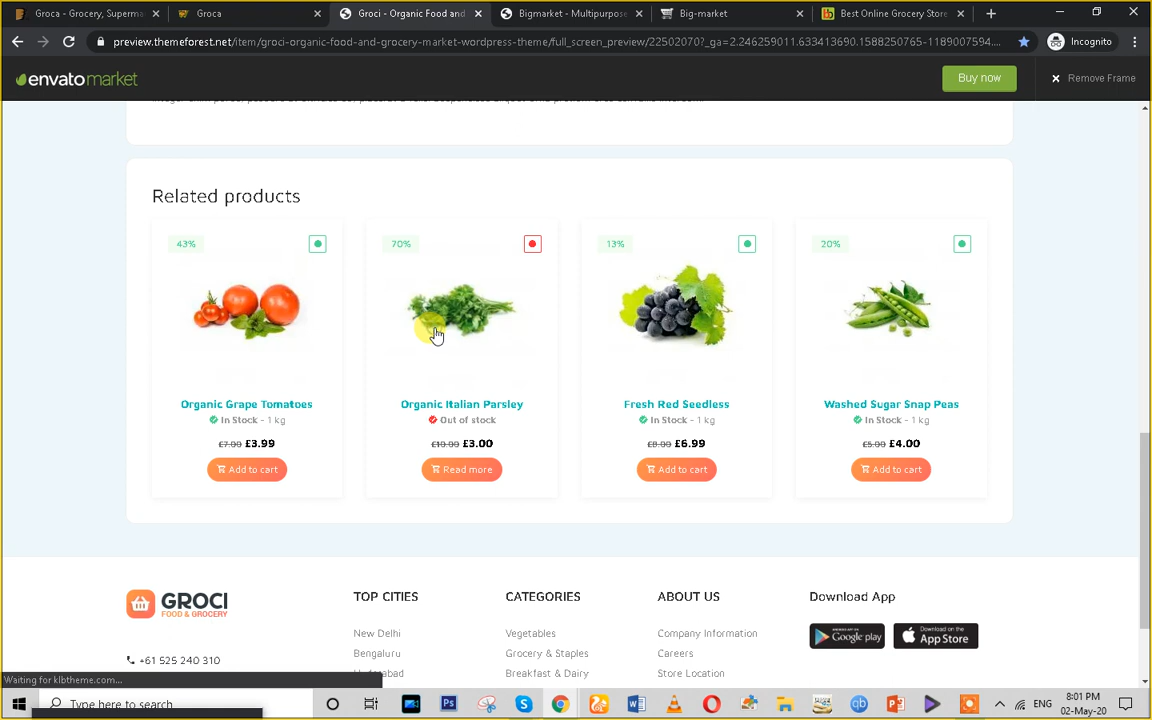 Groca - Grocery, Superma
Groca
Groci - Organic Food and
Bigmarket - Multipurpose
Big-market
Best Online Grocery Store
preview.themeforest.net/item/groci-organic-food-and-grocery-market-wordpress-theme/full_screen_preview/22502070?_ga=2.246259011.633413690.1588250765-1189007594....
Incognito
envatomarket
Buy now
Remove Frame
Related products
43%
70%
13%
20%
Organic Grape Tomatoes
Organic Italian Parsley
Fresh Red Seedless
Washed Sugar Snap Peas
In Stock - 1 kg
Out of stock
In Stock - 1 kg
In Stock - 1 kg
£7.00 £3.99
£10.00 £3.00
£8.00 £6.99
£5.00 £4.00
Add to cart
Read more
Add to cart
Add to cart
GROCI
FOOD & GROCERY
TOP CITIES
CATEGORIES
ABOUT US
Download App
New Delhi
Vegetables
Company Information
Google play
Download on the
App Store
Bengaluru
Grocery & Staples
Careers
+61 525 240 310
Hyderabad
Breakfast & Dairy
Store Location
Waiting for klbtheme.com...
Type here to search
ENG
8:01 PM
02-May-20